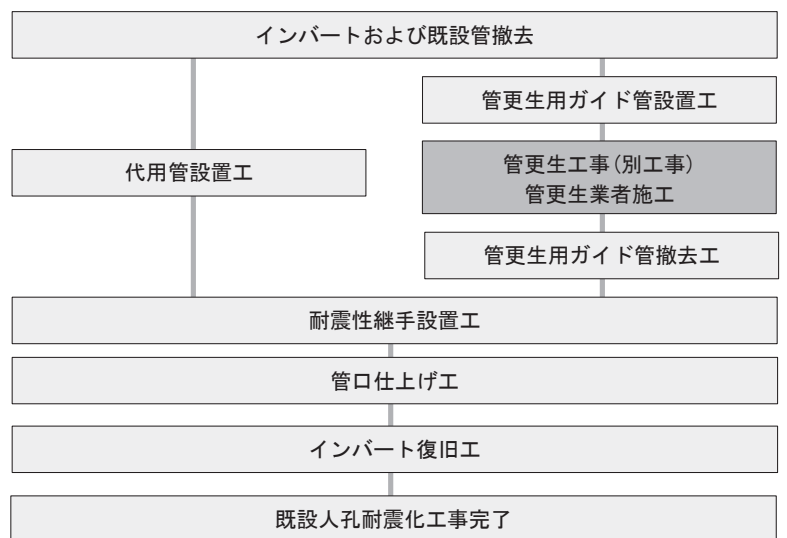 インバートおよび既設管撤去
管更生用ガイド管設置工
代用管設置工
管更生工事(別工事)
管更生業者施工
管更生用ガイド管撤去工
耐震性継手設置工
管口仕上げ工
インバート復旧工
既設人孔耐震化工事完了